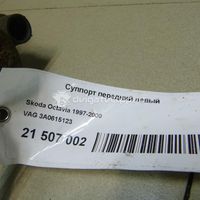 Суппорт передний левый
Skoda Octavia 1997-2000
VAG 3A0615123
21 507 002